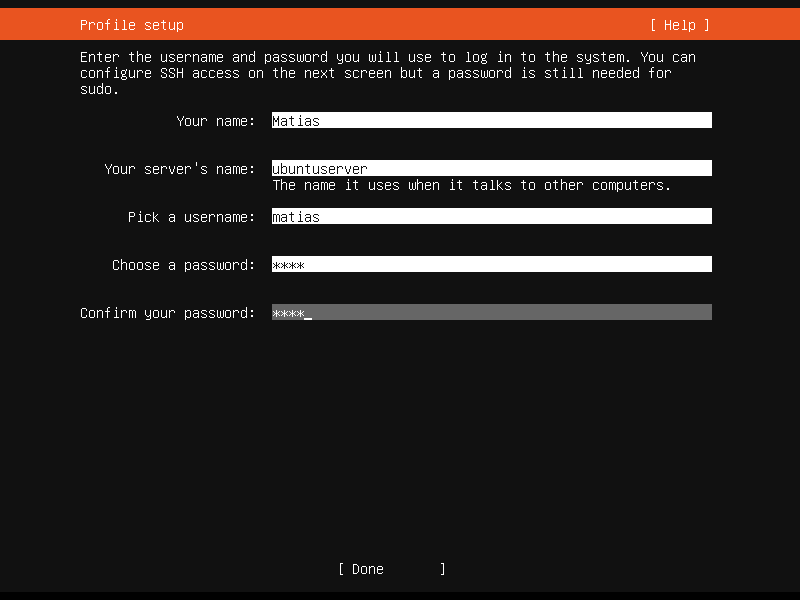 Profile setup [ Help ]
Enter the username and password you will use to log in to the system. You can
configure SSH access on the next screen but a password is still needed for
sudo.
Your name: Matias
Your server's name: ubuntuserver
The name it uses when it talks to other computers.
Pick a username: matias
Choose a password: ****
Confirm your password: ****_
[ Done ]